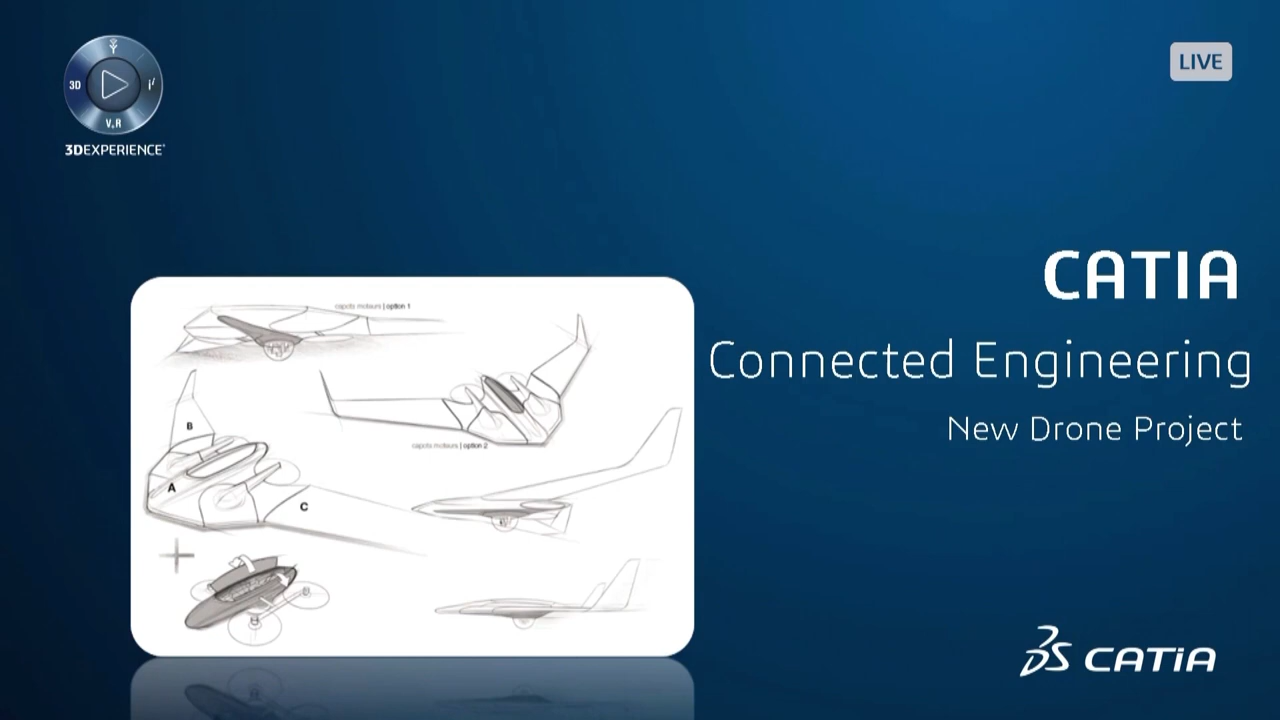 3D
V.R
3DEXPERIENCE
LIVE
CATIA
Connected Engineering
New Drone Project
capots moteurs | option 1
B
capots moteurs | option 2
A
C
CATIA